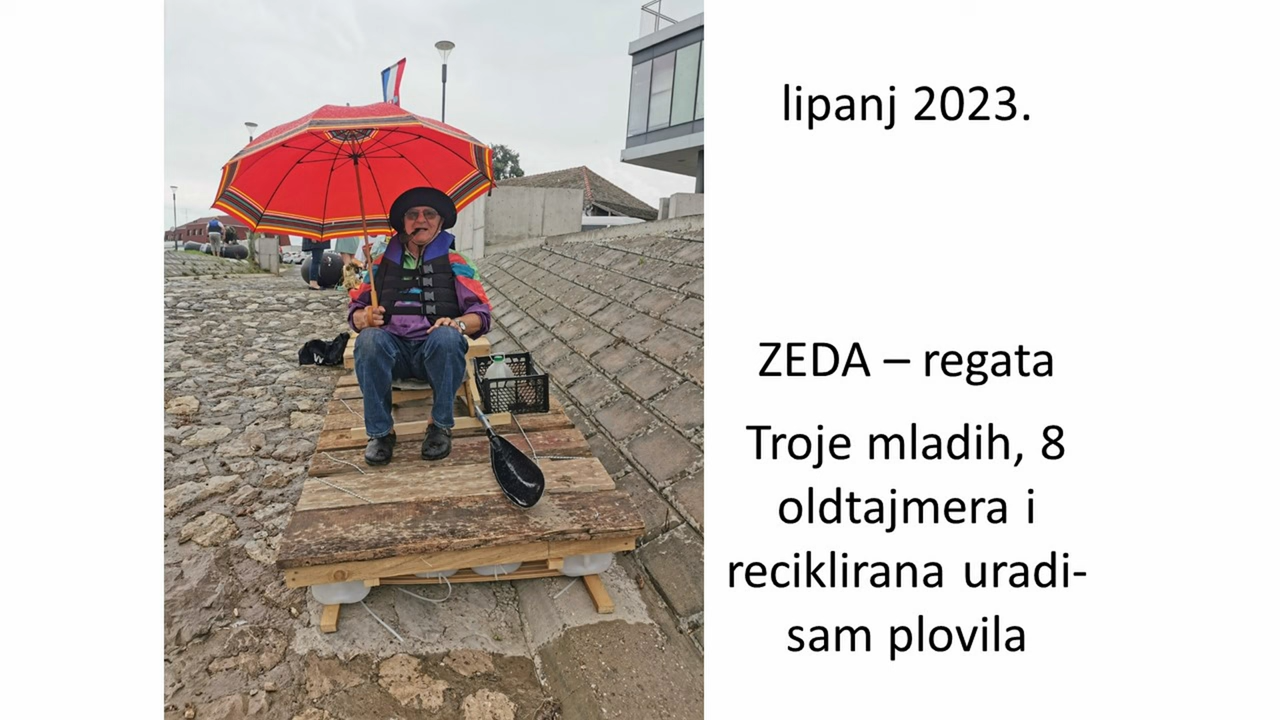 lipanj 2023.
ZEDA – regata
Troje mladih, 8
oldtajmera i
reciklirana uradi-
sam plovila